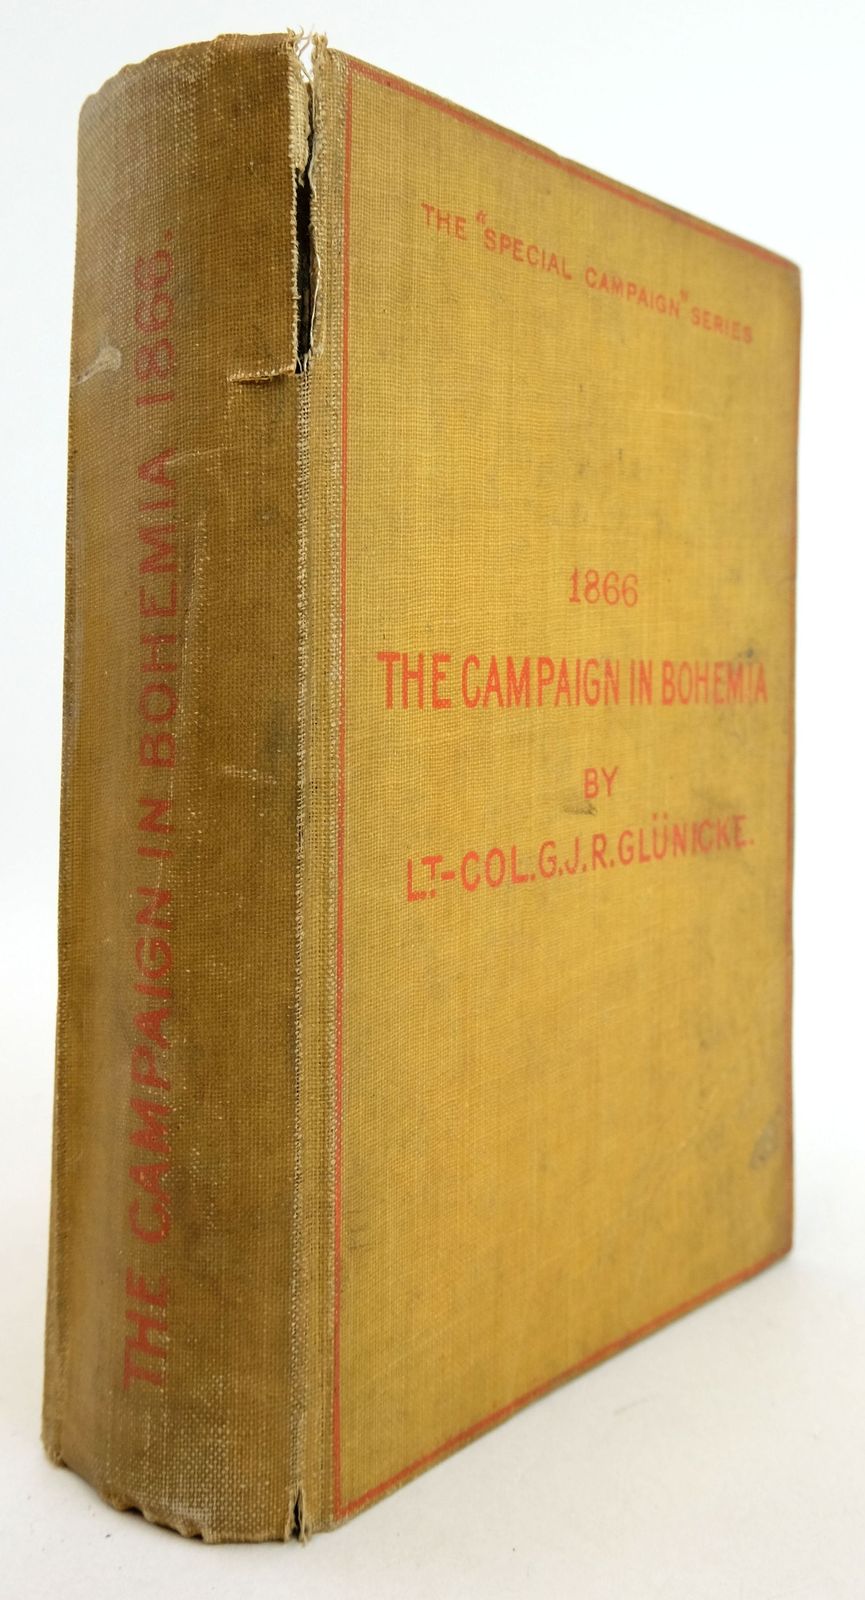 THE CAMPAIGN IN BOHEMIA 1866.
THE "SPECIAL CAMPAIGN" SERIES
1866
THE CAMPAIGN IN BOHEMIA
BY
LT-COL.G.J.R.GLÜNICKE.